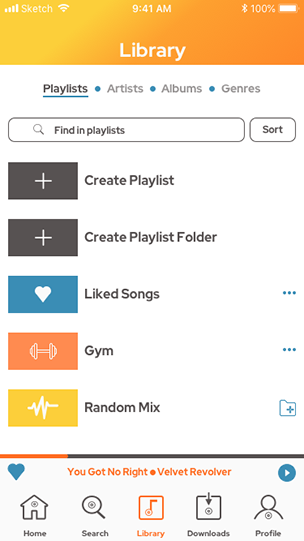 Sketch 9:41 AM 100%
Library
Playlists • Artists • Albums • Genres
Find in playlists Sort
Create Playlist
Create Playlist Folder
Liked Songs
Gym
Random Mix
You Got No Right • Velvet Revolver
Home Search Library Downloads Profile